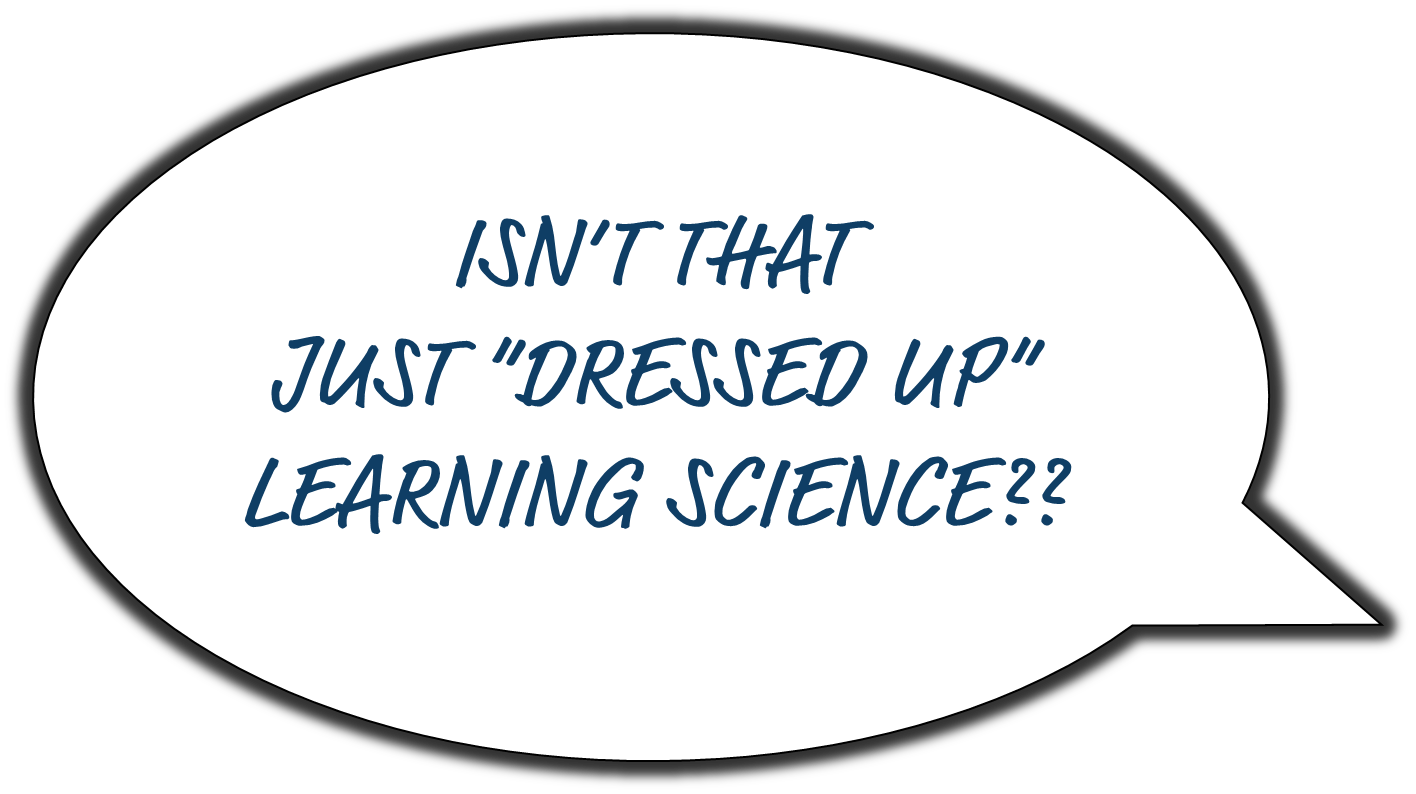 ISN'T THAT
JUST "DRESSED UP"
LEARNING SCIENCE??